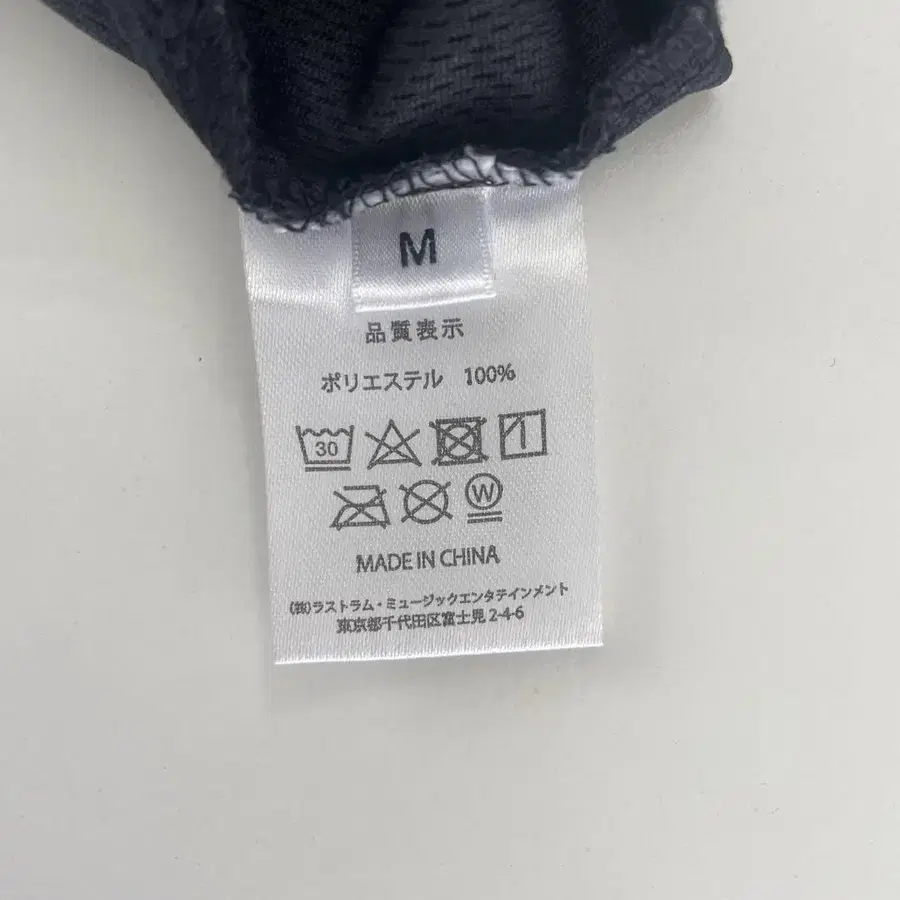 M
品質表示
ポリエステル 100%
30
W
MADE IN CHINA
(株)ラストラム・ミュージックエンタテインメント
東京都千代田区富士見 2-4-6